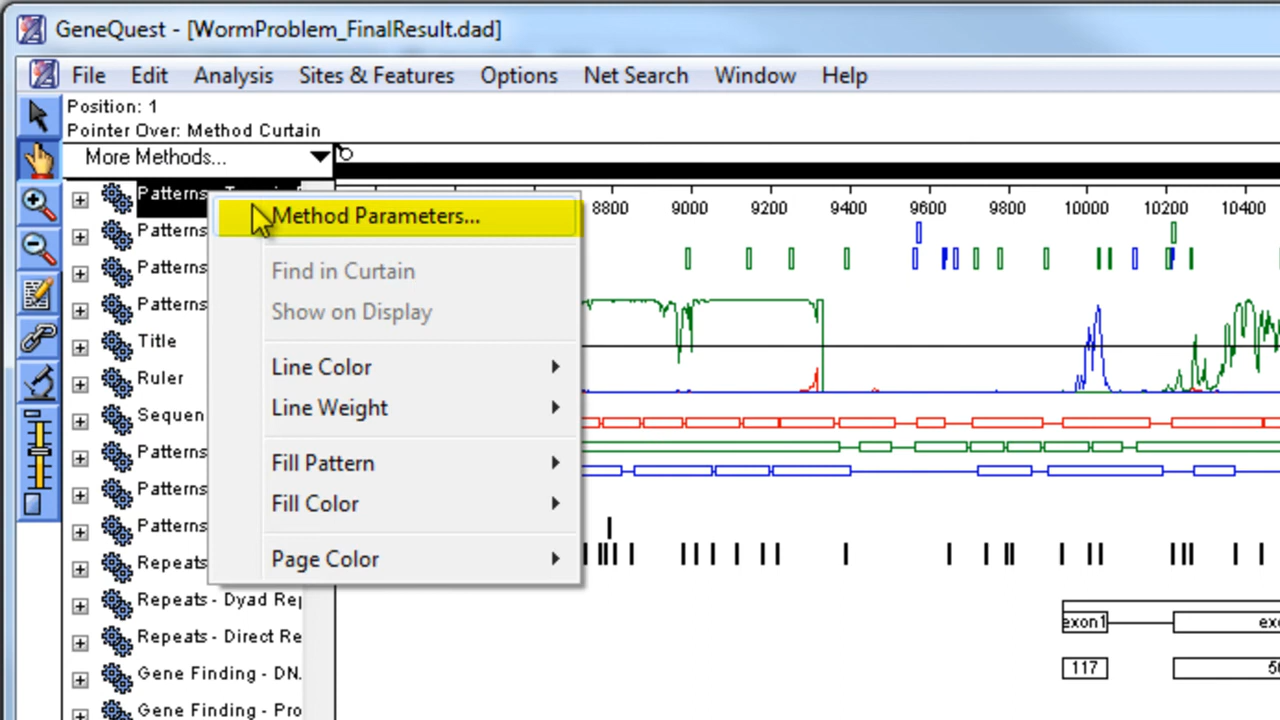 GeneQuest - [WormProblem_FinalResult.dad]
File Edit Analysis Sites & Features Options Net Search Window Help
Position: 1
Pointer Over: Method Curtain
More Methods...
Patterns
8800 9000 9200 9400 9600 9800 10000 10200 10400
Method Parameters...
Patterns
Find in Curtain
Patterns
Show on Display
Patterns
Title
Line Color
Ruler
Line Weight
Sequen
Patterns
Fill Pattern
Patterns
Fill Color
Patterns
Page Color
Repeats
Repeats - Dyad Rep
exon1 ex
Repeats - Direct Re
Gene Finding - DN.
117 50
Gene Finding - Pro